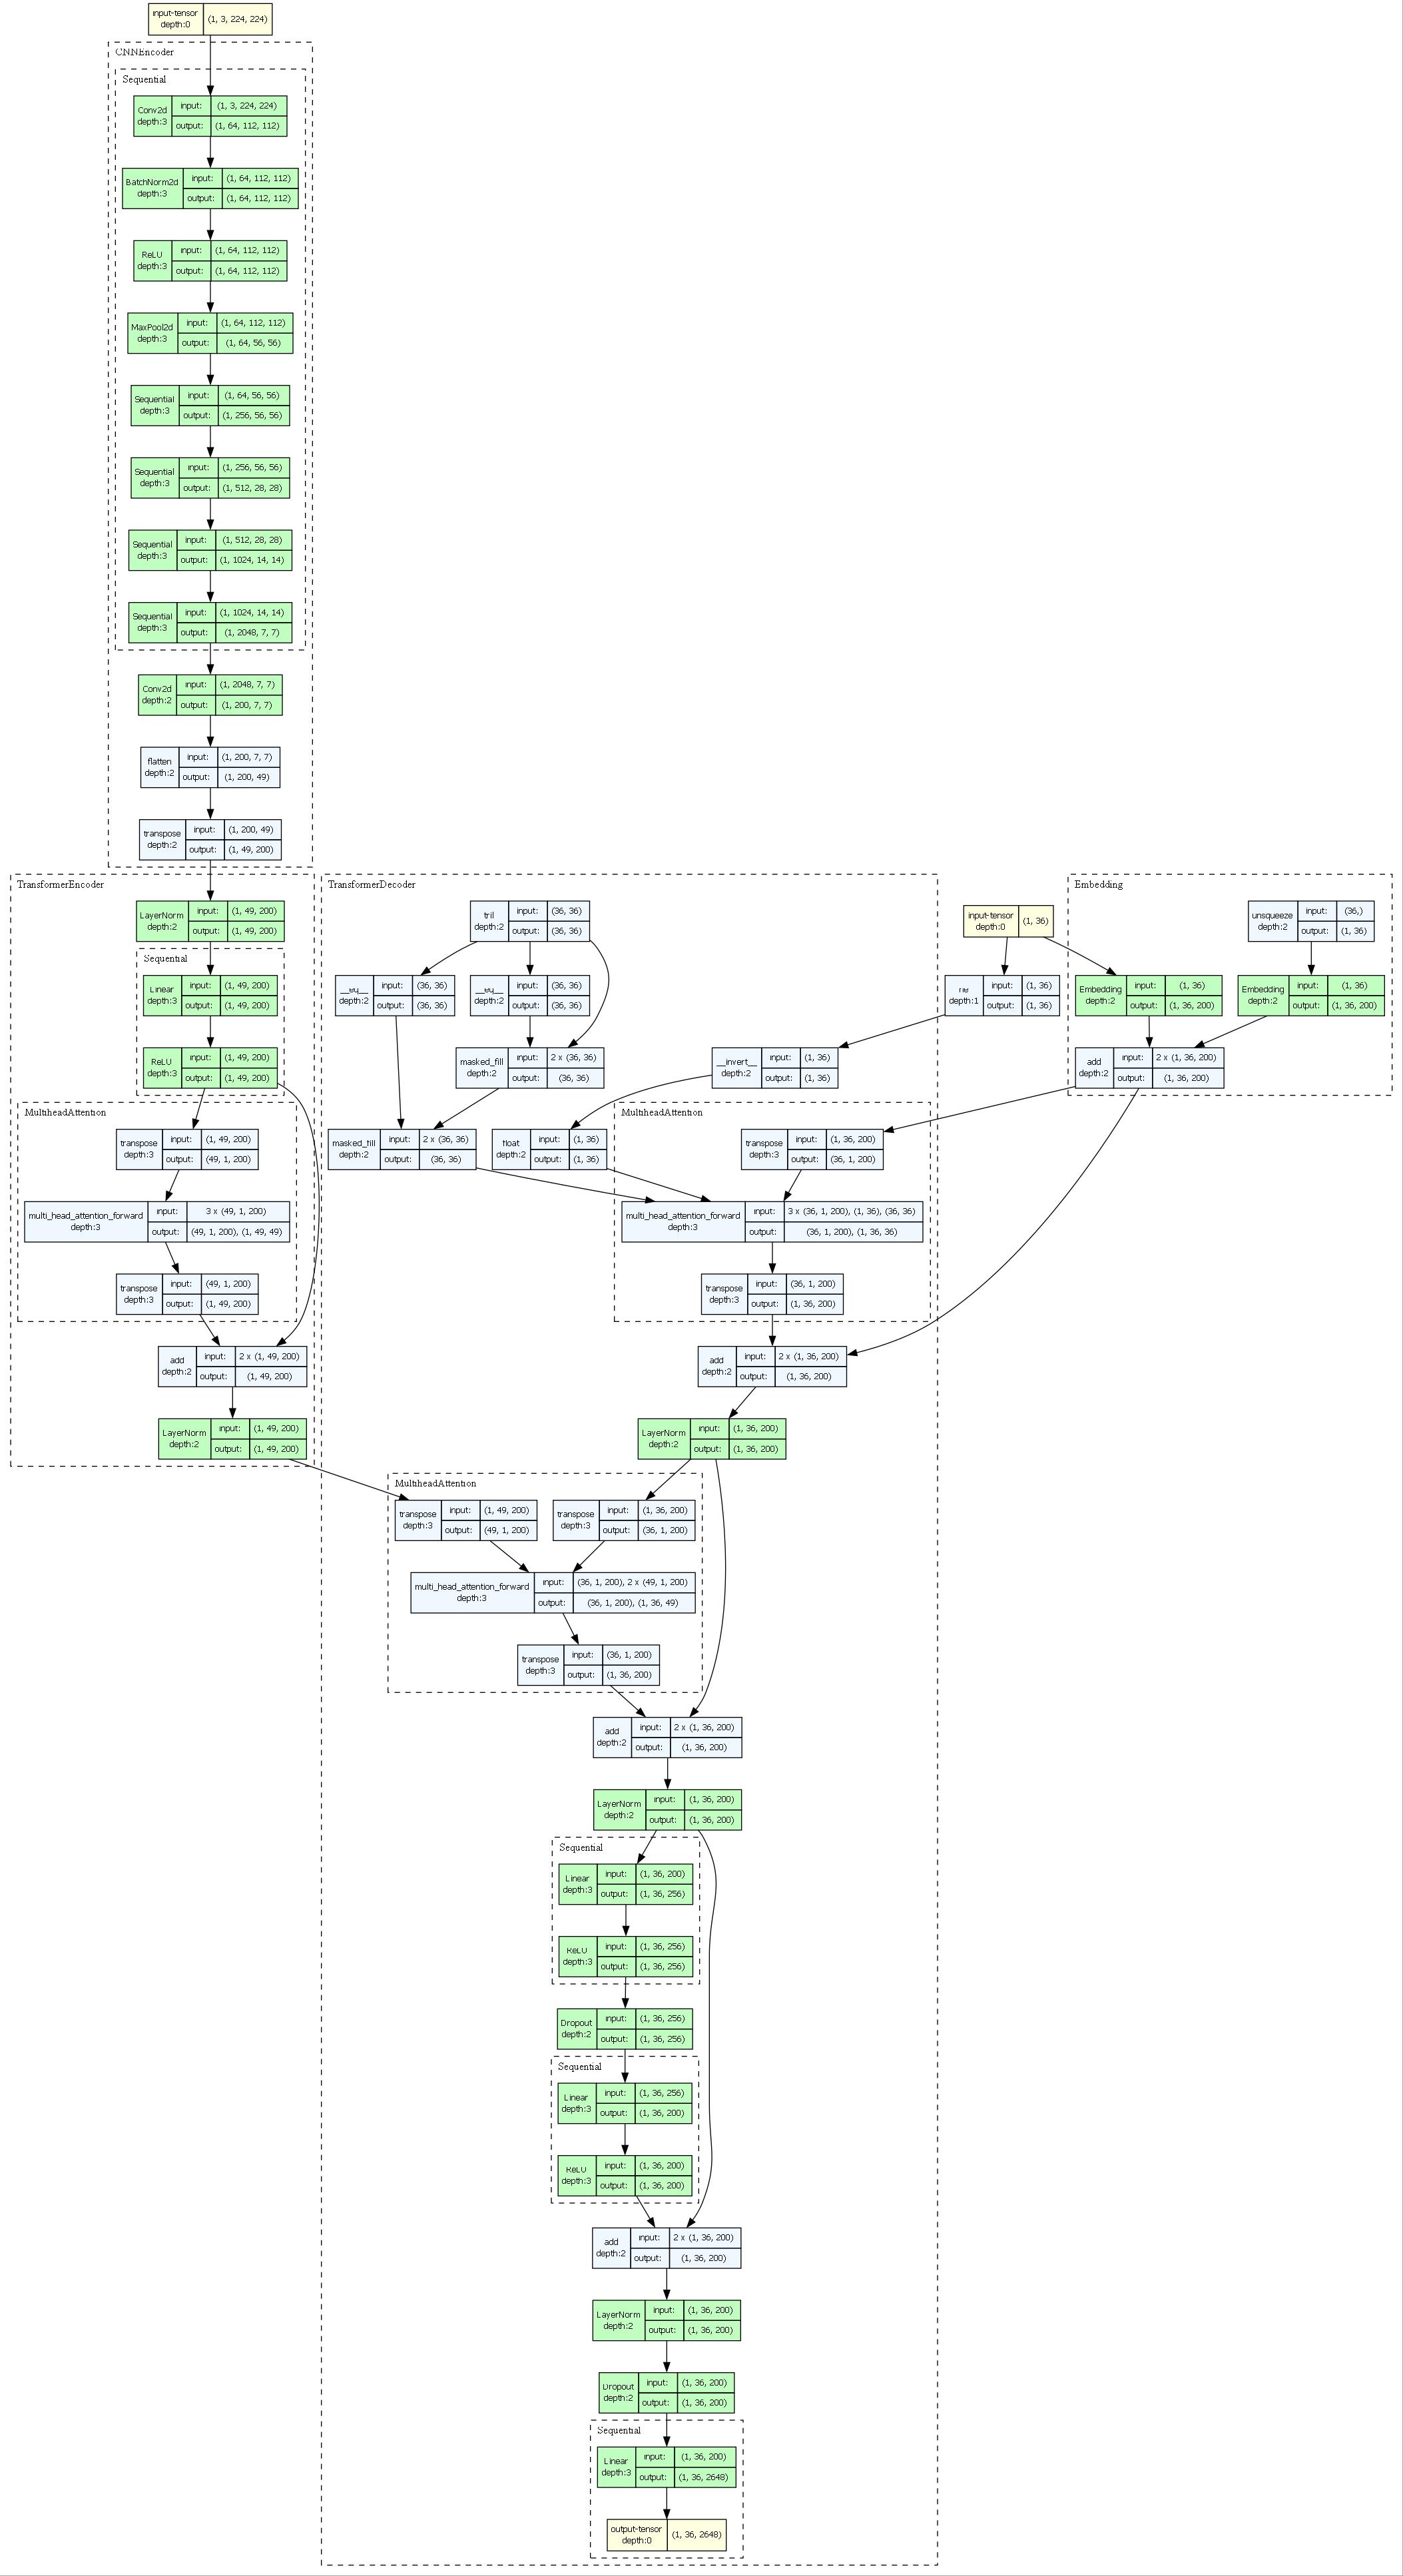 input-tensor
depth:0
(1, 3, 224, 224)
CNNEncoder
Sequential
Conv2d
depth:3
input:
(1, 3, 224, 224)
output:
(1, 64, 112, 112)
BatchNorm2d
depth:3
input:
(1, 64, 112, 112)
output:
(1, 64, 112, 112)
ReLU
depth:3
input:
(1, 64, 112, 112)
output:
(1, 64, 112, 112)
MaxPool2d
depth:3
input:
(1, 64, 112, 112)
output:
(1, 64, 56, 56)
Sequential
depth:3
input:
(1, 64, 56, 56)
output:
(1, 256, 56, 56)
Sequential
depth:3
input:
(1, 256, 56, 56)
output:
(1, 512, 28, 28)
Sequential
depth:3
input:
(1, 512, 28, 28)
output:
(1, 1024, 14, 14)
Sequential
depth:3
input:
(1, 1024, 14, 14)
output:
(1, 2048, 7, 7)
Conv2d
depth:2
input:
(1, 2048, 7, 7)
output:
(1, 200, 7, 7)
flatten
depth:2
input:
(1, 200, 7, 7)
output:
(1, 200, 49)
transpose
depth:2
input:
(1, 200, 49)
output:
(1, 49, 200)
TransformerEncoder
LayerNorm
depth:2
input:
(1, 49, 200)
output:
(1, 49, 200)
Sequential
Linear
depth:3
input:
(1, 49, 200)
output:
(1, 49, 200)
ReLU
depth:3
input:
(1, 49, 200)
output:
(1, 49, 200)
MultiheadAttention
transpose
depth:3
input:
(1, 49, 200)
output:
(49, 1, 200)
multi_head_attention_forward
depth:3
input:
3 x (49, 1, 200)
output:
(49, 1, 200), (1, 49, 49)
transpose
depth:3
input:
(49, 1, 200)
output:
(1, 49, 200)
add
depth:2
input:
2 x (1, 49, 200)
output:
(1, 49, 200)
LayerNorm
depth:2
input:
(1, 49, 200)
output:
(1, 49, 200)
TransformerDecoder
tril
depth:2
input:
(36, 36)
output:
(36, 36)
__eq__
depth:2
input:
(36, 36)
output:
(36, 36)
__eq__
depth:2
input:
(36, 36)
output:
(36, 36)
masked_fill
depth:2
input:
2 x (36, 36)
output:
(36, 36)
masked_fill
depth:2
input:
2 x (36, 36)
output:
(36, 36)
input-tensor
depth:0
(1, 36)
ne
depth:1
input:
(1, 36)
output:
(1, 36)
__invert__
depth:2
input:
(1, 36)
output:
(1, 36)
float
depth:2
input:
(1, 36)
output:
(1, 36)
Embedding
unsqueeze
depth:2
input:
(36,)
output:
(1, 36)
Embedding
depth:2
input:
(1, 36)
output:
(1, 36, 200)
Embedding
depth:2
input:
(1, 36)
output:
(1, 36, 200)
add
depth:2
input:
2 x (1, 36, 200)
output:
(1, 36, 200)
MultiheadAttention
transpose
depth:3
input:
(1, 36, 200)
output:
(36, 1, 200)
multi_head_attention_forward
depth:3
input:
3 x (36, 1, 200), (1, 36), (36, 36)
output:
(36, 1, 200), (1, 36, 36)
transpose
depth:3
input:
(36, 1, 200)
output:
(1, 36, 200)
add
depth:2
input:
2 x (1, 36, 200)
output:
(1, 36, 200)
LayerNorm
depth:2
input:
(1, 36, 200)
output:
(1, 36, 200)
MultiheadAttention
transpose
depth:3
input:
(1, 49, 200)
output:
(49, 1, 200)
transpose
depth:3
input:
(1, 36, 200)
output:
(36, 1, 200)
multi_head_attention_forward
depth:3
input:
(36, 1, 200), 2 x (49, 1, 200)
output:
(36, 1, 200), (1, 36, 49)
transpose
depth:3
input:
(36, 1, 200)
output:
(1, 36, 200)
add
depth:2
input:
2 x (1, 36, 200)
output:
(1, 36, 200)
LayerNorm
depth:2
input:
(1, 36, 200)
output:
(1, 36, 200)
Sequential
Linear
depth:3
input:
(1, 36, 200)
output:
(1, 36, 256)
ReLU
depth:3
input:
(1, 36, 256)
output:
(1, 36, 256)
Dropout
depth:2
input:
(1, 36, 256)
output:
(1, 36, 256)
Sequential
Linear
depth:3
input:
(1, 36, 256)
output:
(1, 36, 200)
ReLU
depth:3
input:
(1, 36, 200)
output:
(1, 36, 200)
add
depth:2
input:
2 x (1, 36, 200)
output:
(1, 36, 200)
LayerNorm
depth:2
input:
(1, 36, 200)
output:
(1, 36, 200)
Dropout
depth:2
input:
(1, 36, 200)
output:
(1, 36, 200)
Sequential
Linear
depth:3
input:
(1, 36, 200)
output:
(1, 36, 2648)
output-tensor
depth:0
(1, 36, 2648)